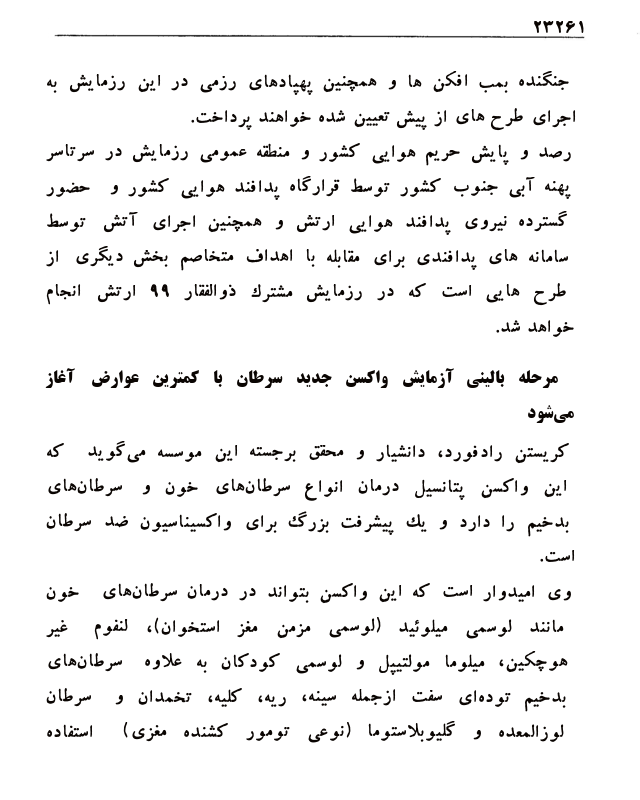 ۲۳۲۶۱
جنگنده بمب افکن ها و همچنین پهپادهای رزمی در این رزمایش به
اجرای طرح های از پیش تعیین شده خواهند پرداخت.
رصد و پایش حریم هوایی کشور و منطقه عمومی رزمایش در سرتاسر
پهنه آبی جنوب کشور توسط قرارگاه پدافند هوایی کشور و حضور
گسترده نیروی پدافند هوایی ارتش و همچنین اجرای آتش توسط
سامانه های پدافندی برای مقابله با اهداف متخاصم بخش دیگری از
طرح هایی است که در رزمایش مشترك ذوالفقار ۹۹ ارتش انجام
خواهد شد.
مرحله بالینی آزمایش واکسن جدید سرطان با کمترین عوارض آغاز
می‌شود
کریستن رادفورد، دانشیار و محقق برجسته این موسسه می‌گوید که
این واکسن پتانسیل درمان انواع سرطان‌های خون و سرطان‌های
بدخیم را دارد و یك پیشرفت بزرگ برای واکسیناسیون ضد سرطان
است.
وی امیدوار است که این واکسن بتواند در درمان سرطان‌های خون
مانند لوسمی میلوئید (لوسمی مزمن مغز استخوان)، لنفوم غیر
هوچکین، میلوما مولتیپل و لوسمی کودکان به علاوه سرطان‌های
بدخیم توده‌ای سفت ازجمله سینه، ریه، کلیه، تخمدان و سرطان
لوزالمعده و گلیوبلاستوما (نوعی تومور کشنده مغزی) استفاده